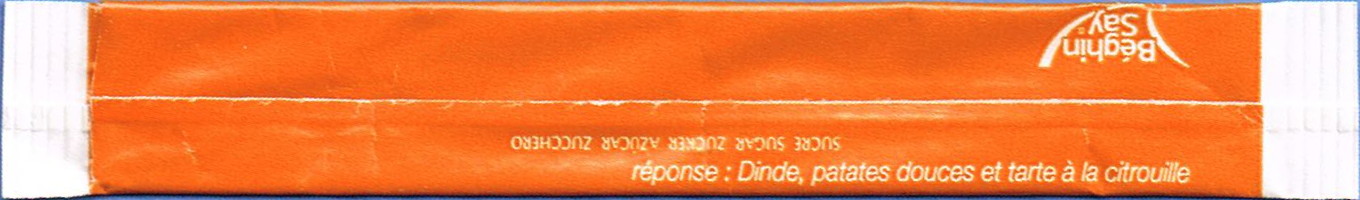 Béghin
Say
SUCRE SUGAR ZUCKER AZÚCAR ZUCCHERO
réponse : Dinde, patates douces et tarte à la citrouille